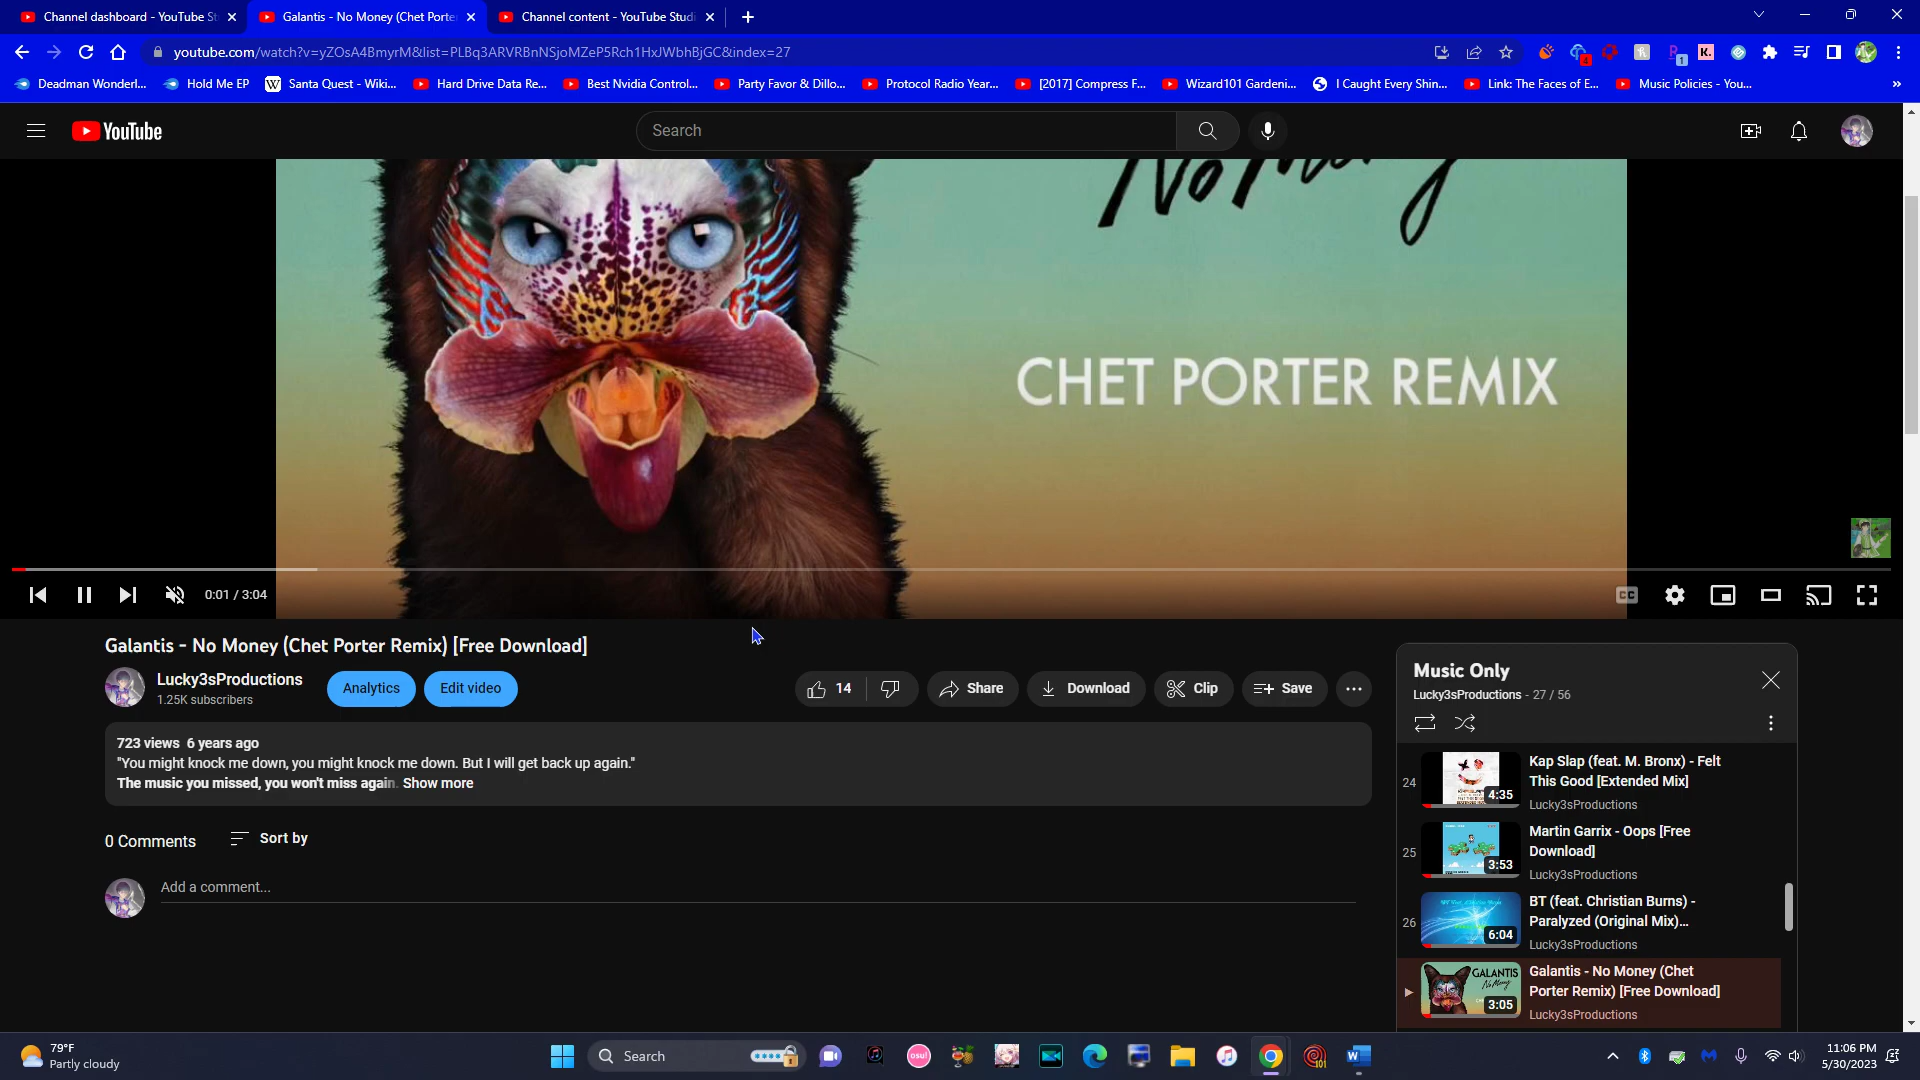 Channel dashboard - YouTube St
Galantis - No Money (Chet Porter
Channel content - YouTube Studi
youtube.com/watch?v=yZOsA4BmyrM&list=PLBq3ARVRBnNSjoMZeP5Rch1HxJWbhBjGC&index=27
4
1
K.
Deadman Wonderl...
Hold Me EP
W
Santa Quest - Wiki...
Hard Drive Data Re...
Best Nvidia Control...
Party Favor & Dillo...
Protocol Radio Year...
[2017] Compress F...
Wizard101 Gardeni...
I Caught Every Shin...
Link: The Faces of E...
Music Policies - You...
YouTube
Search
No Money
CHET PORTER REMIX
0:01 / 3:04
CC
Galantis - No Money (Chet Porter Remix) [Free Download]
Lucky3sProductions
1.25K subscribers
Analytics
Edit video
14
Share
Download
Clip
Save
723 views 6 years ago
"You might knock me down, you might knock me down. But I will get back up again."
The music you missed, you won't miss again. Show more
0 Comments
Sort by
Add a comment...
Music Only
Lucky3sProductions - 27 / 56
24
4:35
Kap Slap (feat. M. Bronx) - Felt
This Good [Extended Mix]
Lucky3sProductions
25
3:53
Martin Garrix - Oops [Free
Download]
Lucky3sProductions
26
6:04
BT (feat. Christian Burns) -
Paralyzed (Original Mix)...
Lucky3sProductions
GALANTIS
No Money
3:05
Galantis - No Money (Chet
Porter Remix) [Free Download]
Lucky3sProductions
79°F
Partly cloudy
Search
osu!
101
W
11:06 PM
5/30/2023